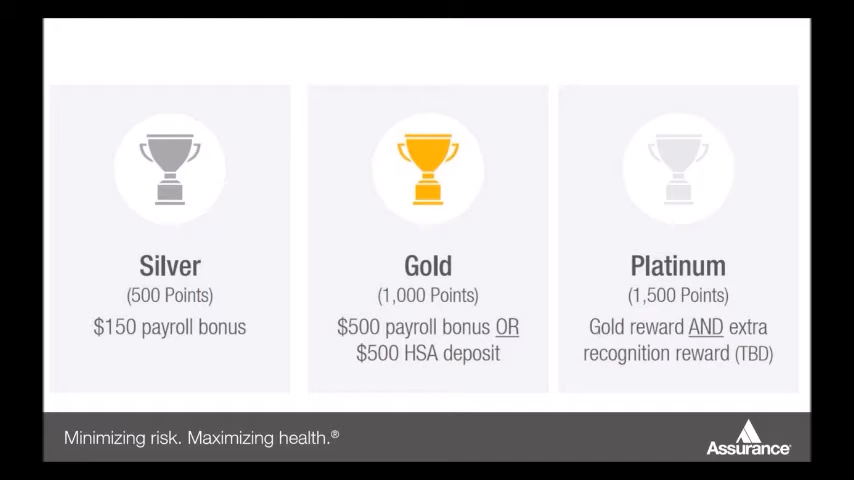 Silver
(500 Points)
$150 payroll bonus
Gold
(1,000 Points)
$500 payroll bonus OR
$500 HSA deposit
Platinum
(1,500 Points)
Gold reward AND extra
recognition reward (TBD)
Minimizing risk. Maximizing health.®
Assurance